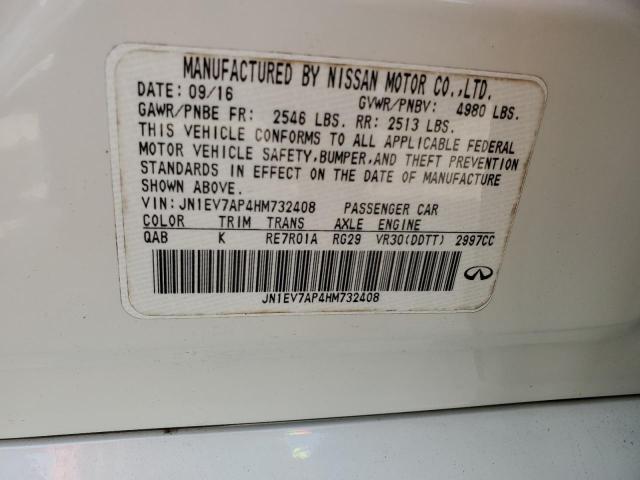 MANUFACTURED BY NISSAN MOTOR CO.,LTD.
DATE: 09/16 GVWR/PNBV: 4980 LBS.
GAWR/PNBE FR: 2546 LBS. RR: 2513 LBS.
THIS VEHICLE CONFORMS TO ALL APPLICABLE FEDERAL
MOTOR VEHICLE SAFETY,BUMPER,AND THEFT PREVENTION
STANDARDS IN EFFECT ON THE DATE OF MANUFACTURE
SHOWN ABOVE.
VIN: JN1EV7AP4HM732408 PASSENGER CAR
COLOR TRIM TRANS AXLE ENGINE
QAB K RE7R01A RG29 VR30(DDTT) 2997CC
JN1EV7AP4HM732408